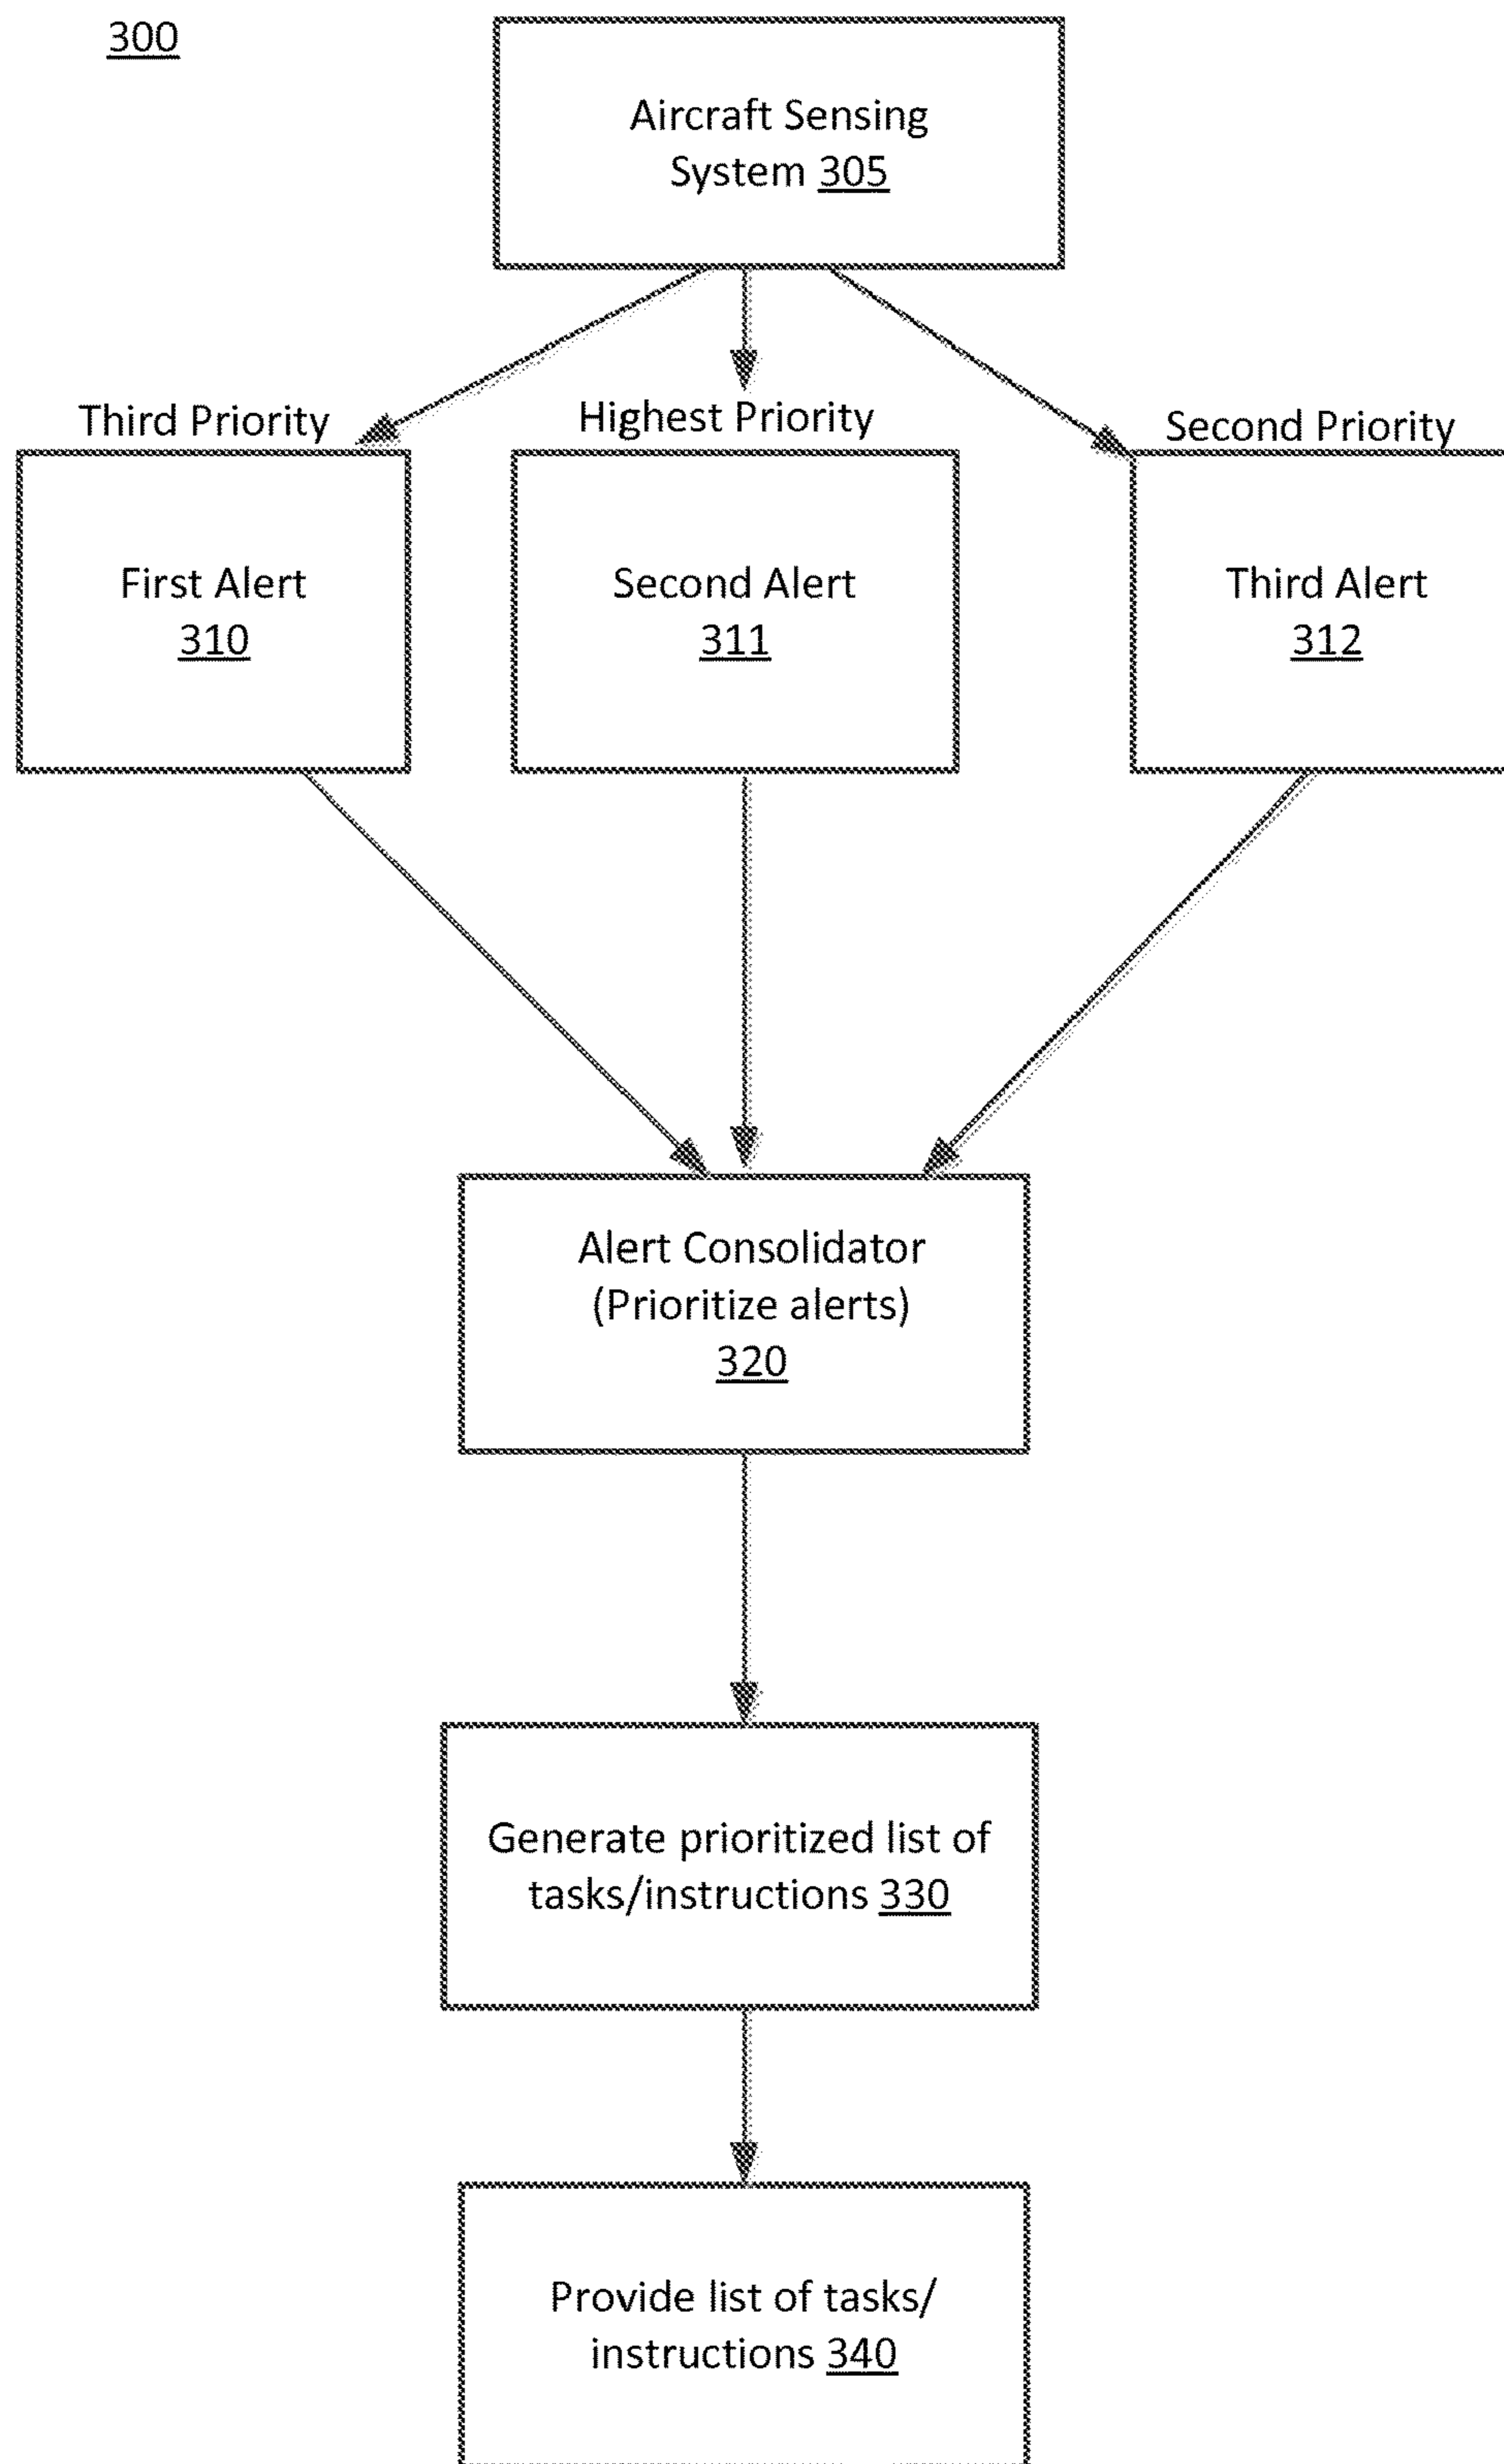 300
Aircraft Sensing
System 305
Third Priority
Highest Priority
Second Priority
First Alert
310
Second Alert
311
Third Alert
312
Alert Consolidator
(Prioritize alerts)
320
Generate prioritized list of
tasks/instructions 330
Provide list of tasks/
instructions 340